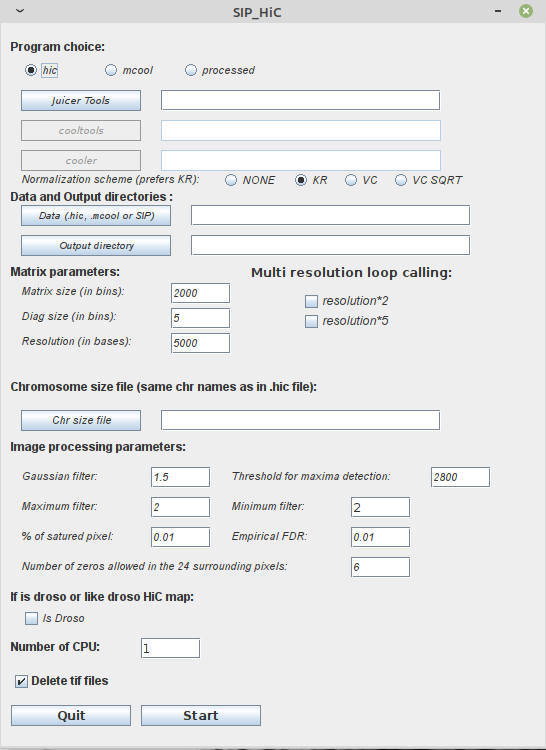 SIP_HiC
Program choice:
hic mcool processed
Juicer Tools
cooltools
cooler
Normalization scheme (prefers KR): NONE KR VC VC SQRT
Data and Output directories :
Data (.hic, .mcool or SIP)
Output directory
Matrix parameters: Multi resolution loop calling:
Matrix size (in bins): 2000 resolution*2
Diag size (in bins): 5 resolution*5
Resolution (in bases): 5000
Chromosome size file (same chr names as in .hic file):
Chr size file
Image processing parameters:
Gaussian filter: 1.5 Threshold for maxima detection: 2800
Maximum filter: 2 Minimum filter: 2
% of satured pixel: 0.01 Empirical FDR: 0.01
Number of zeros allowed in the 24 surrounding pixels: 6
If is droso or like droso HiC map:
Is Droso
Number of CPU: 1
Delete tif files
Quit Start